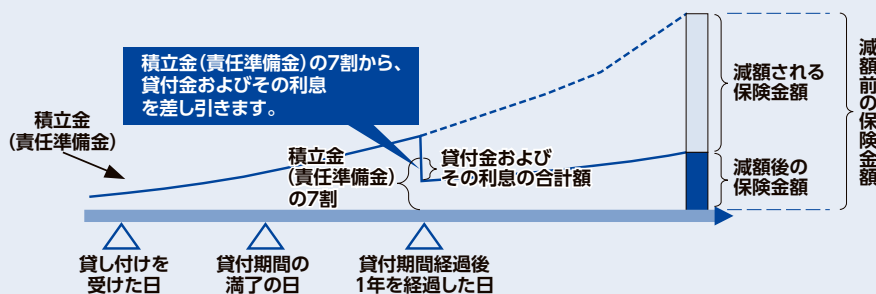 積立金(責任準備金)の7割から、
貸付金およびその利息
を差し引きます。
積立金
(責任準備金)
積立金
(責任準備金)
の7割
貸付金および
その利息の合計額
減額される
保険金額
減額後の
保険金額
減額前の保険金額
貸し付けを
受けた日
貸付期間の
満了の日
貸付期間経過後
1年を経過した日